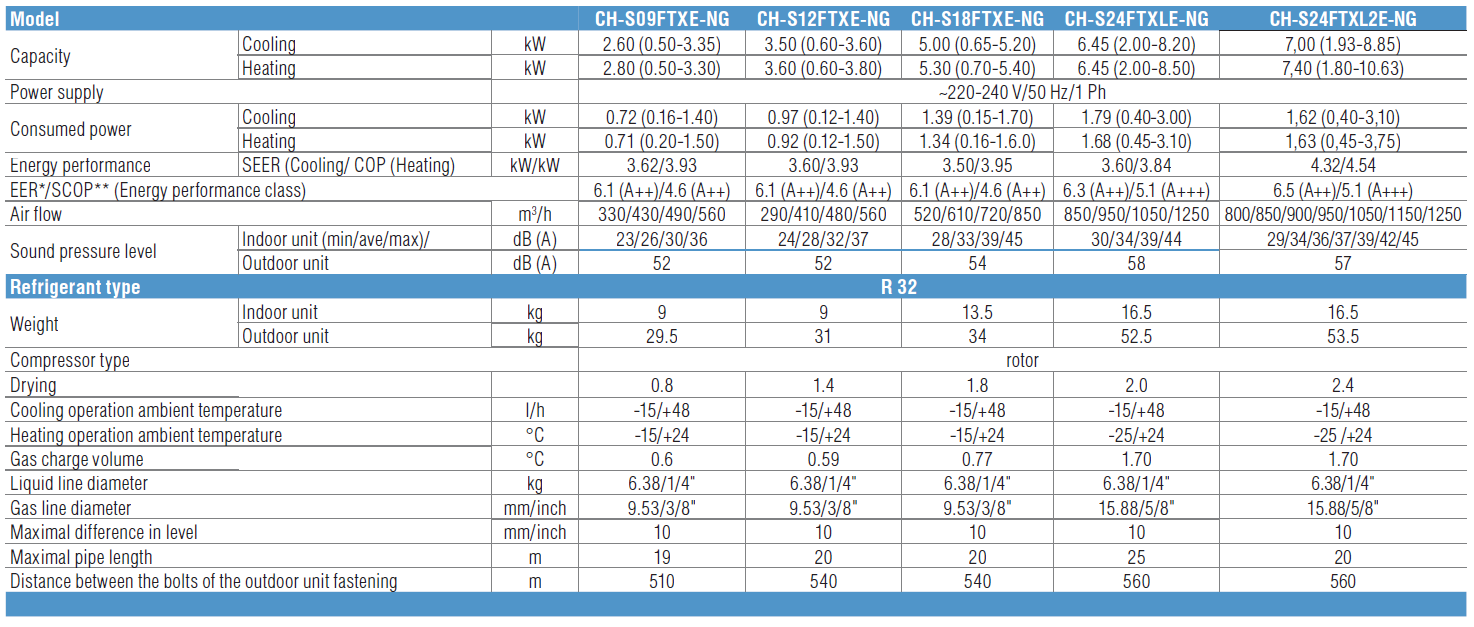 Model CH-S09FTXE-NG CH-S12FTXE-NG CH-S18FTXE-NG CH-S24FTXLE-NG CH-S24FTXL2E-NG
Capacity Cooling kW 2.60 (0.50-3.35) 3.50 (0.60-3.60) 5.00 (0.65-5.20) 6.45 (2.00-8.20) 7,00 (1.93-8.85)
Heating kW 2.80 (0.50-3.30) 3.60 (0.60-3.80) 5.30 (0.70-5.40) 6.45 (2.00-8.50) 7,40 (1.80-10.63)
Power supply ~220-240 V/50 Hz/1 Ph
Consumed power Cooling kW 0.72 (0.16-1.40) 0.97 (0.12-1.40) 1.39 (0.15-1.70) 1.79 (0.40-3.00) 1,62 (0,40-3,10)
Heating kW 0.71 (0.20-1.50) 0.92 (0.12-1.50) 1.34 (0.16-1.6.0) 1.68 (0.45-3.10) 1,63 (0,45-3,75)
Energy performance SEER (Cooling/ COP (Heating) kW/kW 3.62/3.93 3.60/3.93 3.50/3.95 3.60/3.84 4.32/4.54
EER*/SCOP** (Energy performance class) 6.1 (A++)/4.6 (A++) 6.1 (A++)/4.6 (A++) 6.1 (A++)/4.6 (A++) 6.3 (A++)/5.1 (A+++) 6.5 (A++)/5.1 (A+++)
Air flow m³/h 330/430/490/560 290/410/480/560 520/610/720/850 850/950/1050/1250 800/850/900/950/1050/1150/1250
Sound pressure level Indoor unit (min/ave/max)/ dB (A) 23/26/30/36 24/28/32/37 28/33/39/45 30/34/39/44 29/34/36/37/39/42/45
Outdoor unit dB (A) 52 52 54 58 57
Refrigerant type R 32
Weight Indoor unit kg 9 9 13.5 16.5 16.5
Outdoor unit kg 29.5 31 34 52.5 53.5
Compressor type rotor
Drying 0.8 1.4 1.8 2.0 2.4
Cooling operation ambient temperature l/h -15/+48 -15/+48 -15/+48 -15/+48 -15/+48
Heating operation ambient temperature °C -15/+24 -15/+24 -15/+24 -25/+24 -25 /+24
Gas charge volume °C 0.6 0.59 0.77 1.70 1.70
Liquid line diameter kg 6.38/1/4" 6.38/1/4" 6.38/1/4" 6.38/1/4" 6.38/1/4"
Gas line diameter mm/inch 9.53/3/8" 9.53/3/8" 9.53/3/8" 15.88/5/8" 15.88/5/8"
Maximal difference in level mm/inch 10 10 10 10 10
Maximal pipe length m 19 20 20 25 20
Distance between the bolts of the outdoor unit fastening m 510 540 540 560 560